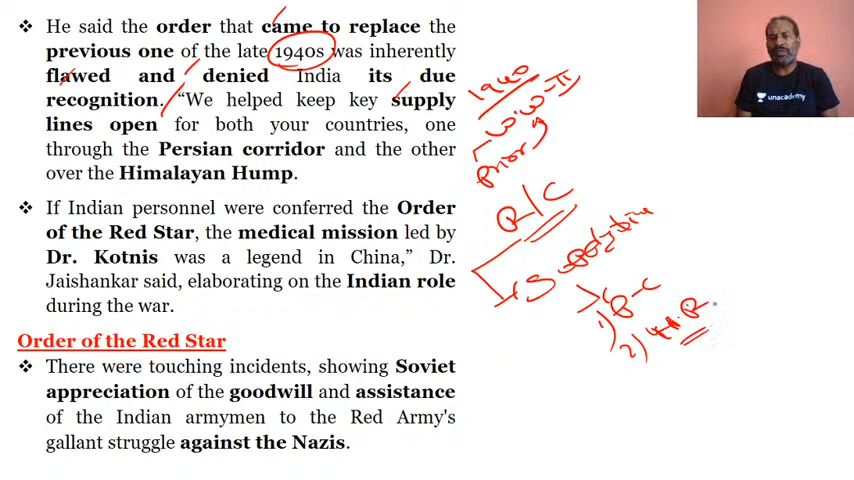 ❖ He said the order that came to replace the
previous one of the late 1940s was inherently
flawed and denied India its due
recognition. “We helped keep key supply
lines open for both your countries, one
through the Persian corridor and the other
over the Himalayan Hump.
❖ If Indian personnel were conferred the Order
of the Red Star, the medical mission led by
Dr. Kotnis was a legend in China,” Dr.
Jaishankar said, elaborating on the Indian role
during the war.
Order of the Red Star
❖ There were touching incidents, showing Soviet
appreciation of the goodwill and assistance
of the Indian armymen to the Red Army's
gallant struggle against the Nazis.
unacademy
1940
W.W-II
Prior
P/C
1) P-C
2)